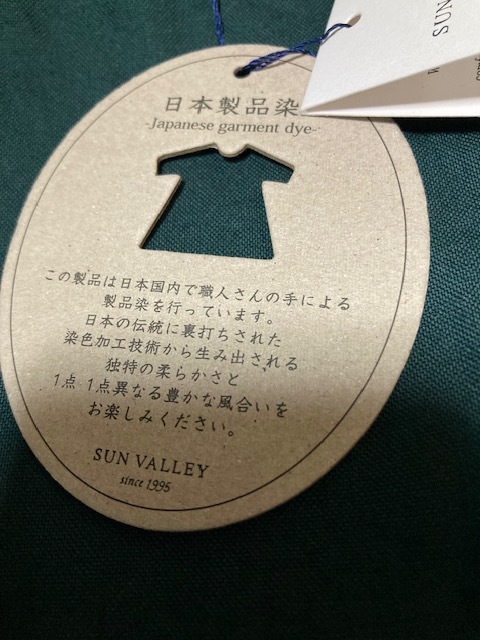 日本製品染
-Japanese garment dye-
この製品は日本国内で職人さんの手による
製品染を行っています。
日本の伝統に裏打ちされた
染色加工技術から生み出される
独特の柔らかさと
1点 1点異なる豊かな風合いを
お楽しみください。
SUN VALLEY
since 1995
SUN